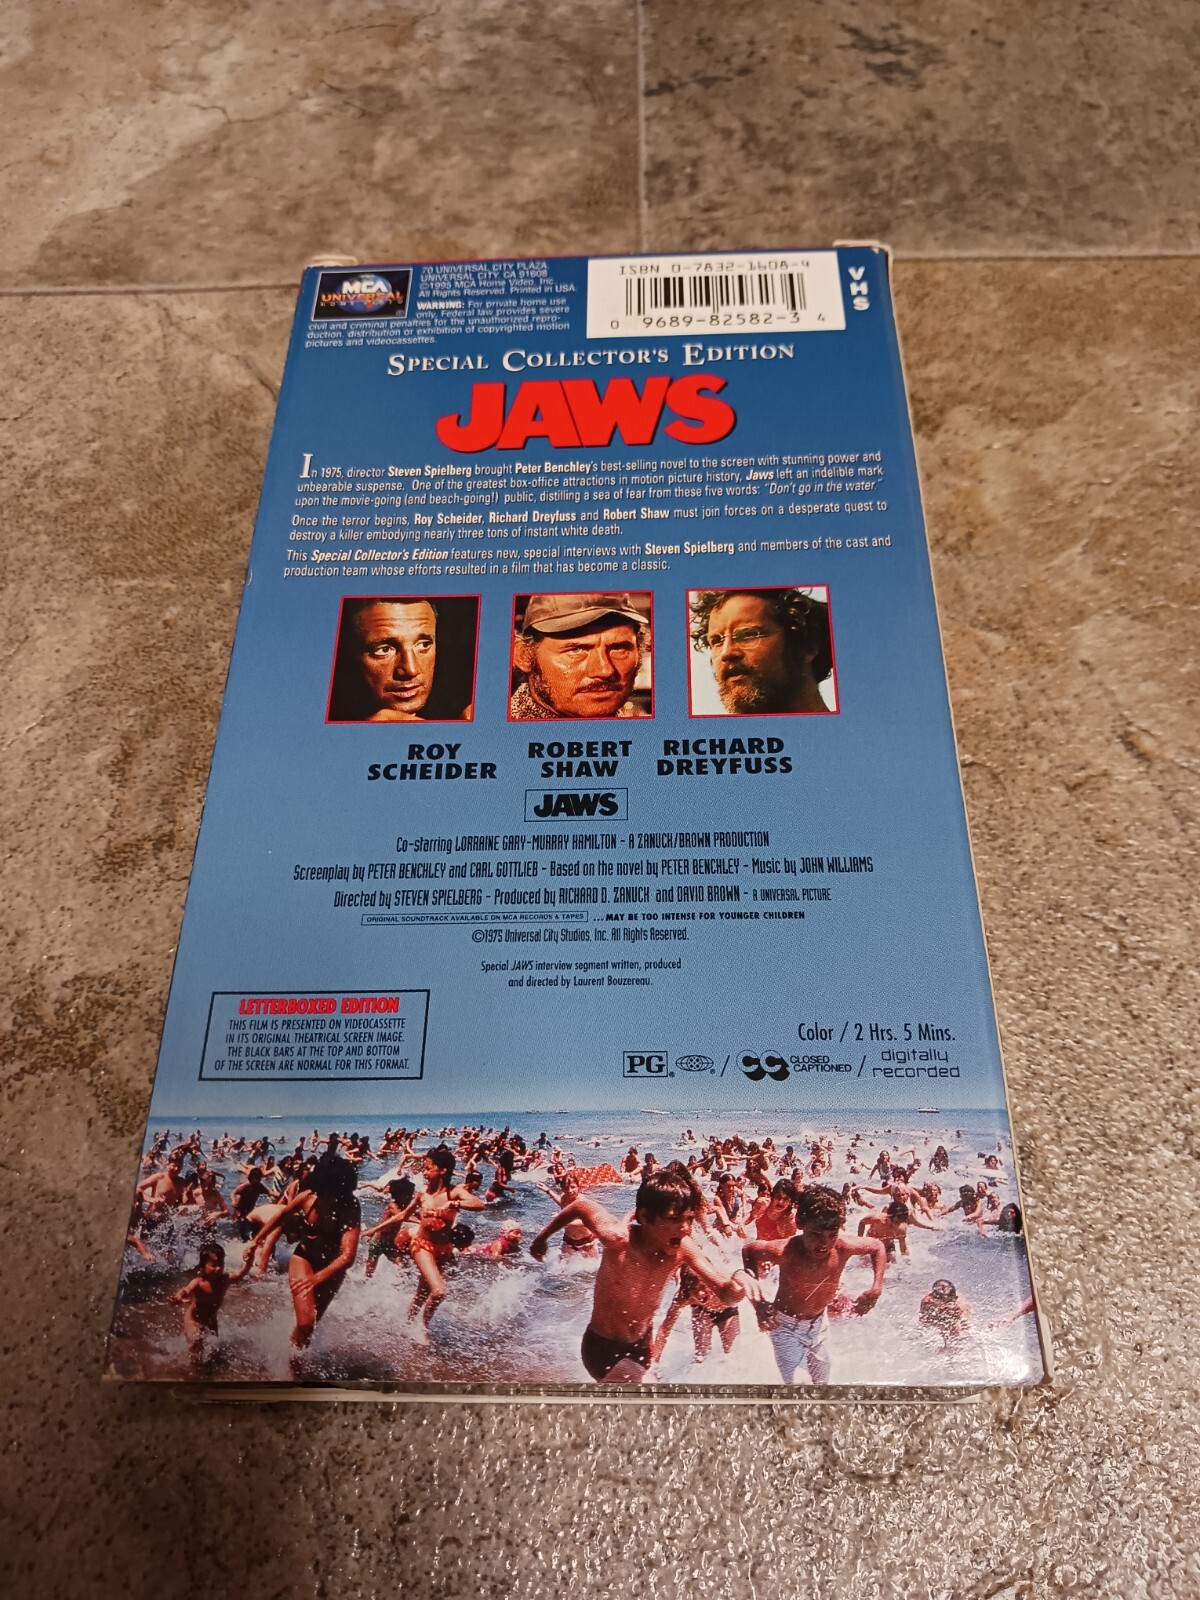 MCA
UNIVERSAL
HOME VIDEO
70 UNIVERSAL CITY PLAZA,
UNIVERSAL CITY, CA 91608
©1995 MCA Home Video, Inc.
All Rights Reserved. Printed in USA.
WARNING: For private home use
only. Federal law provides severe
civil and criminal penalties for the unauthorized repro-
duction, distribution or exhibition of copyrighted motion
pictures and videocassettes.
ISBN 0-7832-1608-4
0 9689-82582-3 4
VHS
SPECIAL COLLECTOR'S EDITION
JAWS
In 1975, director Steven Spielberg brought Peter Benchley's best-selling novel to the screen with stunning power and
unbearable suspense. One of the greatest box-office attractions in motion picture history, Jaws left an indelible mark
upon the movie-going (and beach-going!) public, distilling a sea of fear from these five words: "Don't go in the water."
Once the terror begins, Roy Scheider, Richard Dreyfuss and Robert Shaw must join forces on a desperate quest to
destroy a killer embodying nearly three tons of instant white death.
This Special Collector's Edition features new, special interviews with Steven Spielberg and members of the cast and
production team whose efforts resulted in a film that has become a classic.
ROY
SCHEIDER
ROBERT
SHAW
RICHARD
DREYFUSS
JAWS
Co-starring LORRAINE GARY-MURRAY HAMILTON - A ZANUCK/BROWN PRODUCTION
Screenplay by PETER BENCHLEY and CARL GOTTLIEB - Based on the novel by PETER BENCHLEY - Music by JOHN WILLIAMS
Directed by STEVEN SPIELBERG - Produced by RICHARD D. ZANUCK and DAVID BROWN - A UNIVERSAL PICTURE
ORIGINAL SOUNDTRACK AVAILABLE ON MCA RECORDS & TAPES ...MAY BE TOO INTENSE FOR YOUNGER CHILDREN
©1975 Universal City Studios, Inc. All Rights Reserved.
Special JAWS interview segment written, produced
and directed by Laurent Bouzereau.
LETTERBOXED EDITION
THIS FILM IS PRESENTED ON VIDEOCASSETTE
IN ITS ORIGINAL THEATRICAL SCREEN IMAGE.
THE BLACK BARS AT THE TOP AND BOTTOM
OF THE SCREEN ARE NORMAL FOR THIS FORMAT.
Color / 2 Hrs. 5 Mins.
PG ® ® / CC CLOSED CAPTIONED / digitally recorded